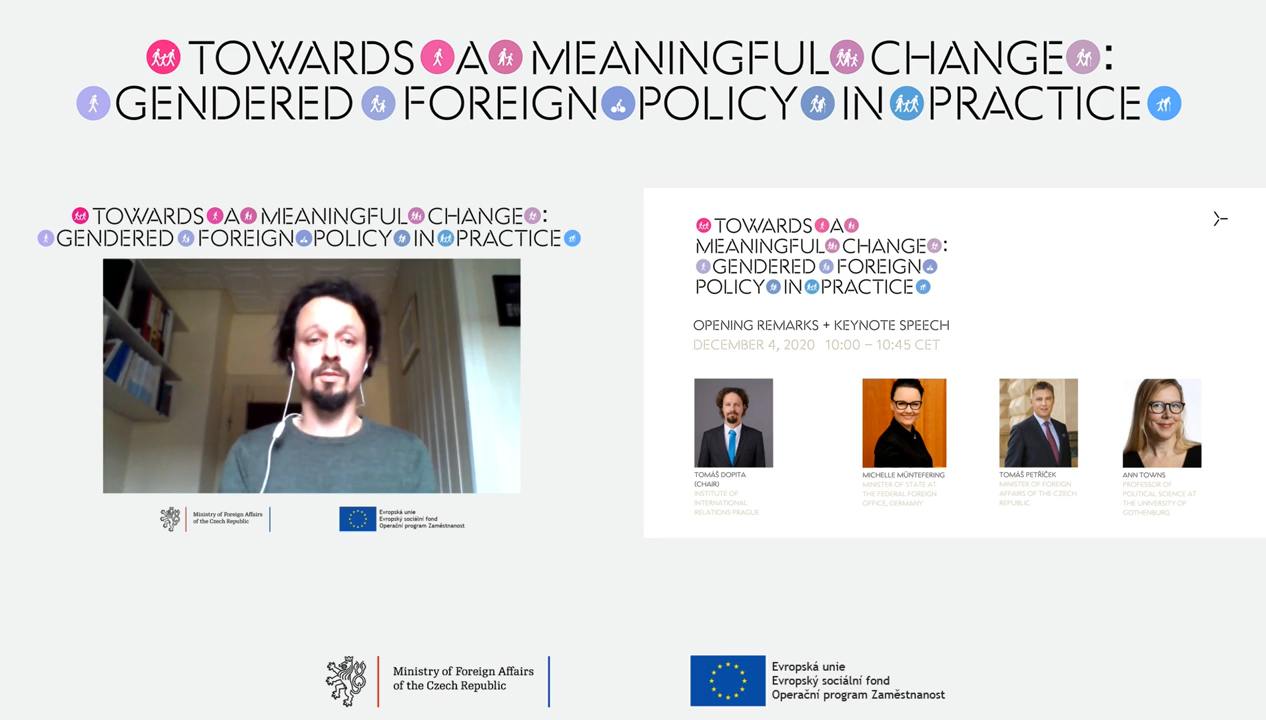 TOWARDS A MEANINGFUL CHANGE:
GENDERED FOREIGN POLICY IN PRACTICE
TOWARDS A MEANINGFUL CHANGE:
GENDERED FOREIGN POLICY IN PRACTICE
Ministry of Foreign Affairs
of the Czech Republic
Evropská unie
Evropský sociální fond
Operační program Zaměstnanost
TOWARDS A
MEANINGFUL CHANGE:
GENDERED FOREIGN
POLICY IN PRACTICE
OPENING REMARKS + KEYNOTE SPEECH
DECEMBER 4, 2020 10:00 – 10:45 CET
TOMÁŠ DOPITA
(CHAIR)
INSTITUTE OF
INTERNATIONAL
RELATIONS PRAGUE
MICHELLE MÜNTEFERING
MINISTER OF STATE AT
THE FEDERAL FOREIGN
OFFICE, GERMANY
TOMÁŠ PETŘÍČEK
MINISTER OF FOREIGN
AFFAIRS OF THE CZECH
REPUBLIC
ANN TOWNS
PROFESSOR OF
POLITICAL SCIENCE AT
THE UNIVERSITY OF
GOTHENBURG
Ministry of Foreign Affairs
of the Czech Republic
Evropská unie
Evropský sociální fond
Operační program Zaměstnanost